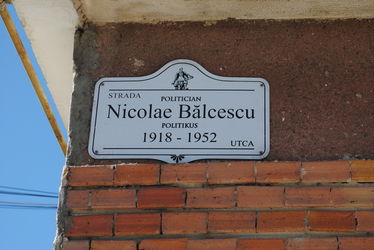 STRADA
POLITICIAN
Nicolae Bălcescu
POLITIKUS
1918 - 1952
UTCA